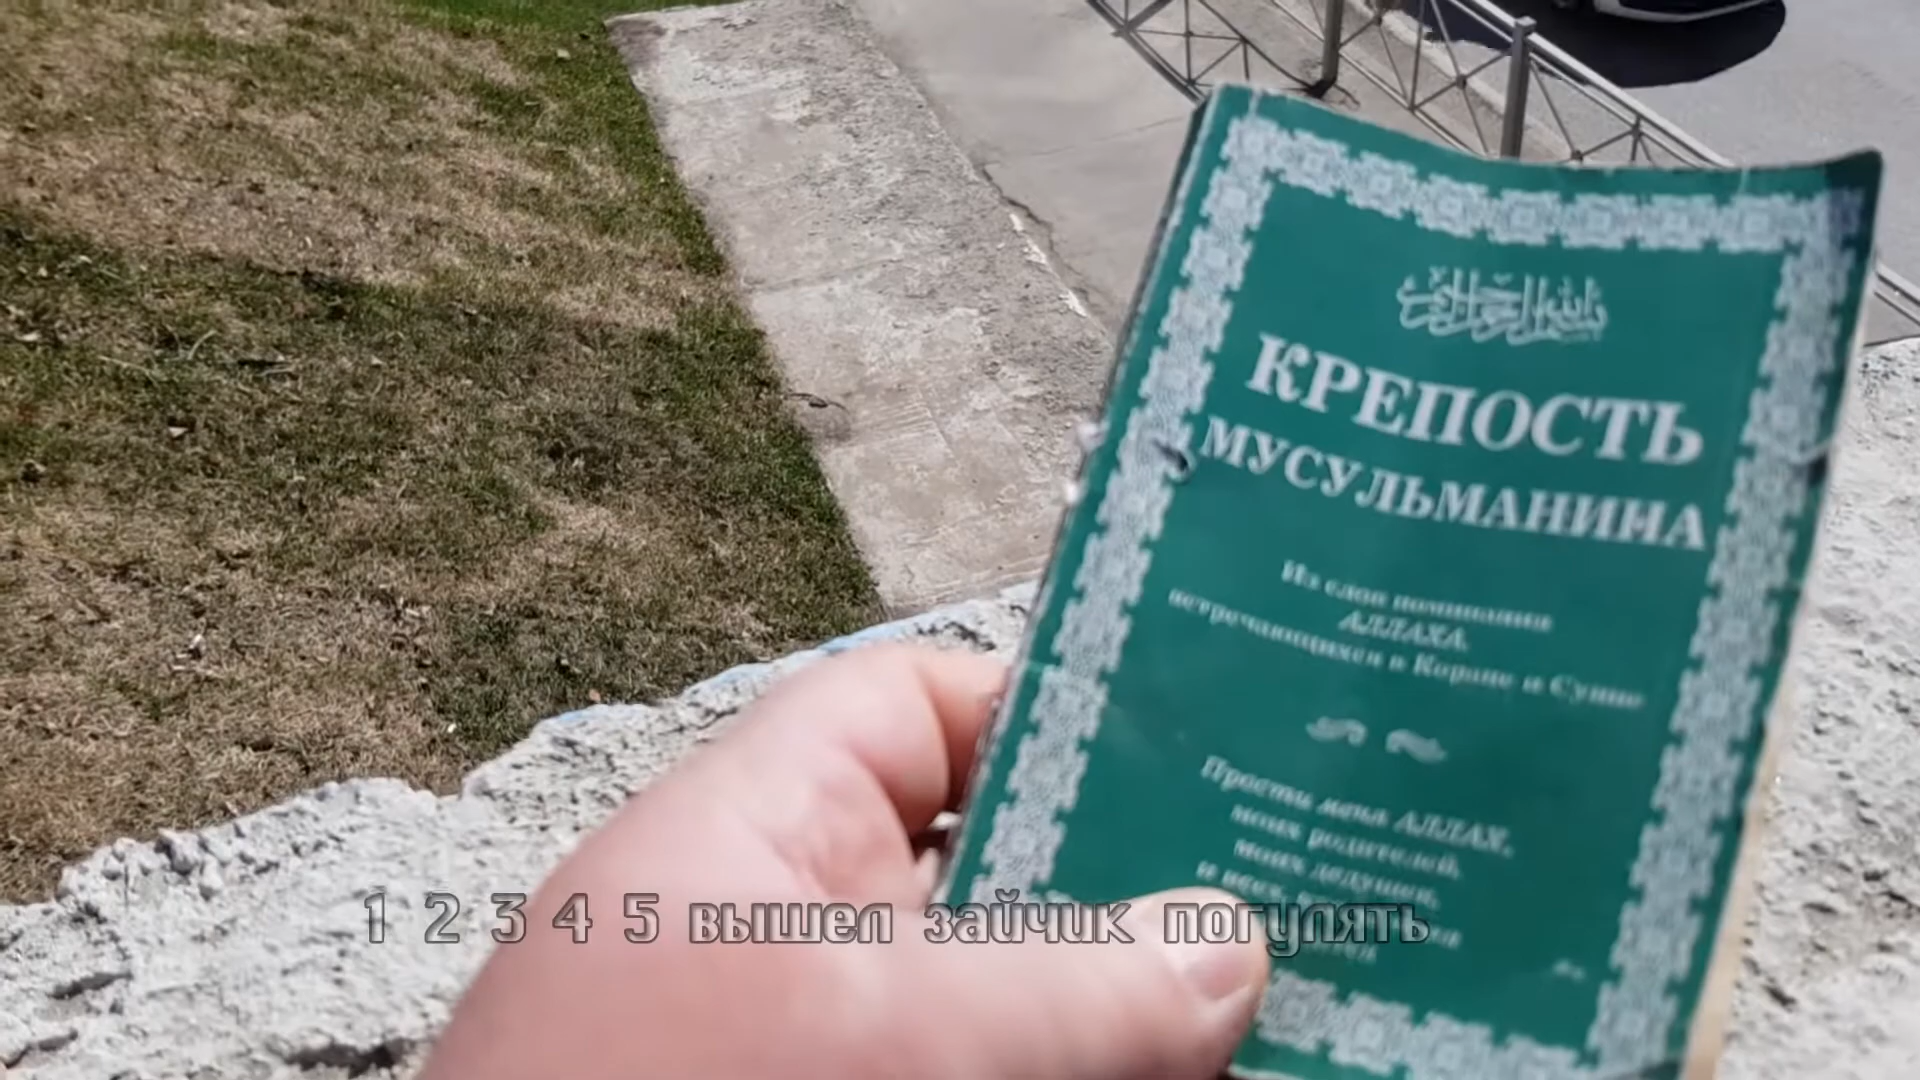 بسم الله الرحمن الرحيم
КРЕПОСТЬ
МУСУЛЬМАНИНА
Из слов поминания
АЛЛАХА,
встречающихся в Коране и Сунне
Прости меня АЛЛАХ,
моих родителей,
моих дедушек,
и всех
1 2 3 4 5 вышел зайчик погулять